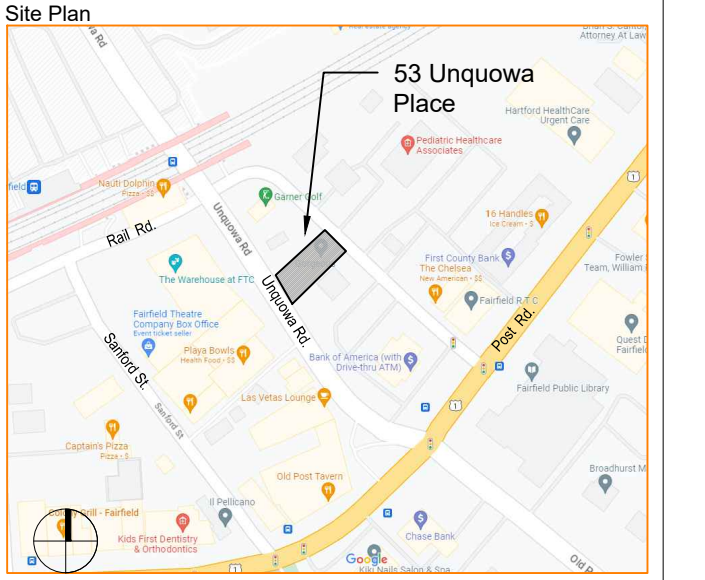 Site Plan
Attorney At Law
53 Unquowa
Place
Hartford HealthCare
Urgent Care
Pediatric Healthcare
Associates
1
field
Nauti Dolphin
Pizza - $$
Garner Golf
16 Handles
Ice Cream - $
Unquowa Rd
Rail Rd.
First County Bank
Fowler
Team, William
The Warehouse at FTC
The Chelsea
New American - $$
Unquowa Rd.
Fairfield R T C
Post Rd.
Fairfield Theatre
Company Box Office
Event ticket seller
Sanford St.
Playa Bowls
Health Food - $$
Bank of America (with
Drive-thru ATM)
Quest D
Fairfield
Fairfield Public Library
Las Vetas Lounge
Sanford St
1
Captain's Pizza
Pizza - $
Old Post Tavern
Broadhurst M
Il Pellicano
Grill - Fairfield
Kids First Dentistry
& Orthodontics
Chase Bank
Google
Kiki Nails Salon & Spa
Old
1